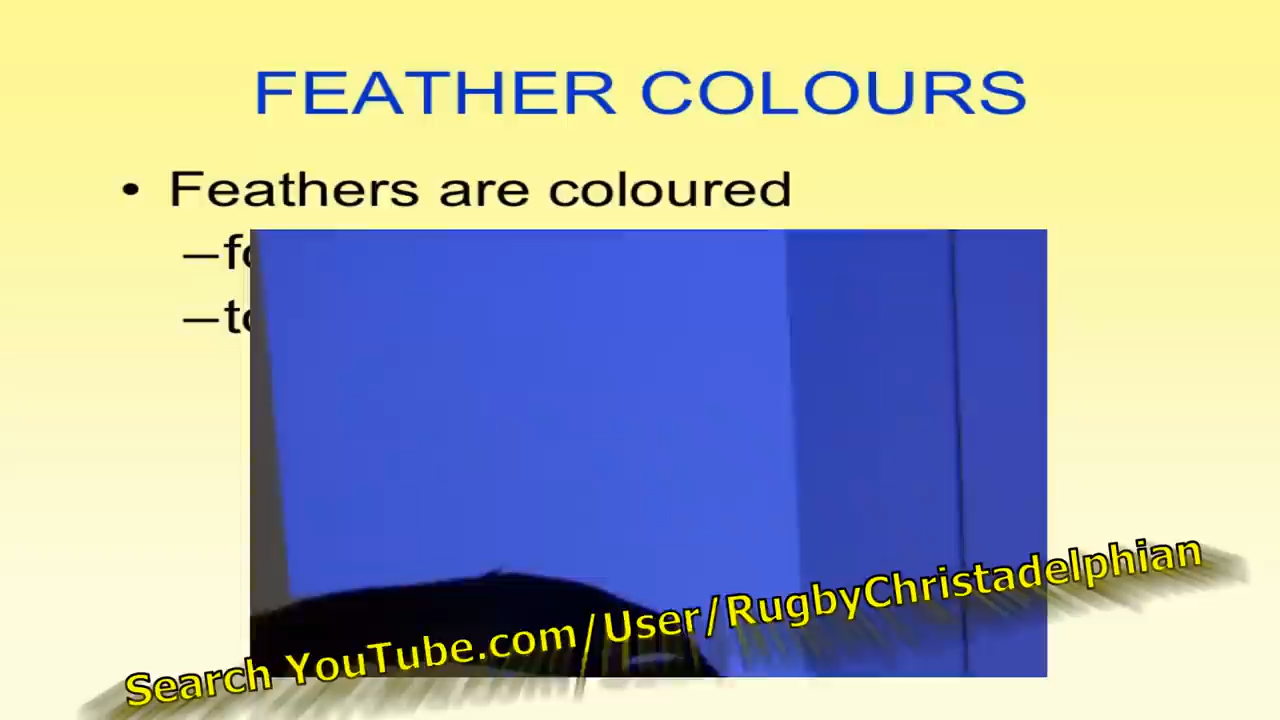 FEATHER COLOURS
• Feathers are coloured
Search YouTube.com/User/RugbyChristadelphian